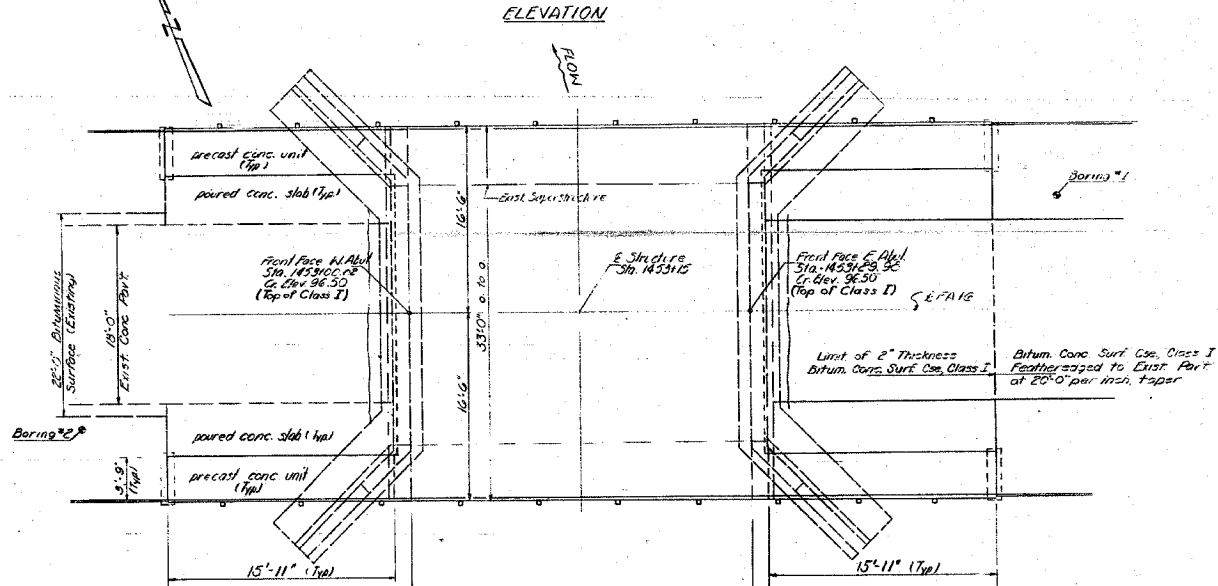 ELEVATION
FLOW
precast conc. unit
(Typ.)
poured conc. slab (Typ.)
Exist. Superstructure
16'-6"
Boring #1
Front Face W. Abut.
Sta. 1453+00.
Gr. Elev. 96.50
(Top of Class I)
℄ Structure
Sta. 1453+15
Front Face E. Abut.
Sta. 1453+29.
Gr. Elev. 96.50
(Top of Class I)
22'-0" Bituminous
Surface (Existing)
18'-0"
Exist. Conc. Pav't.
33'-0" o. to o.
16'-6"
Limit of 2" Thickness
Bitum. Conc. Surf. Cse, Class I
Bitum. Conc. Surf. Cse, Class I
Featheredged to Exist. Pav't.
at 20'-0" per inch, taper
Boring #2
poured conc. slab (Typ)
precast conc. unit
(Typ)
3'-9"
(Typ)
15'-11" (Typ)
15'-11" (Typ)